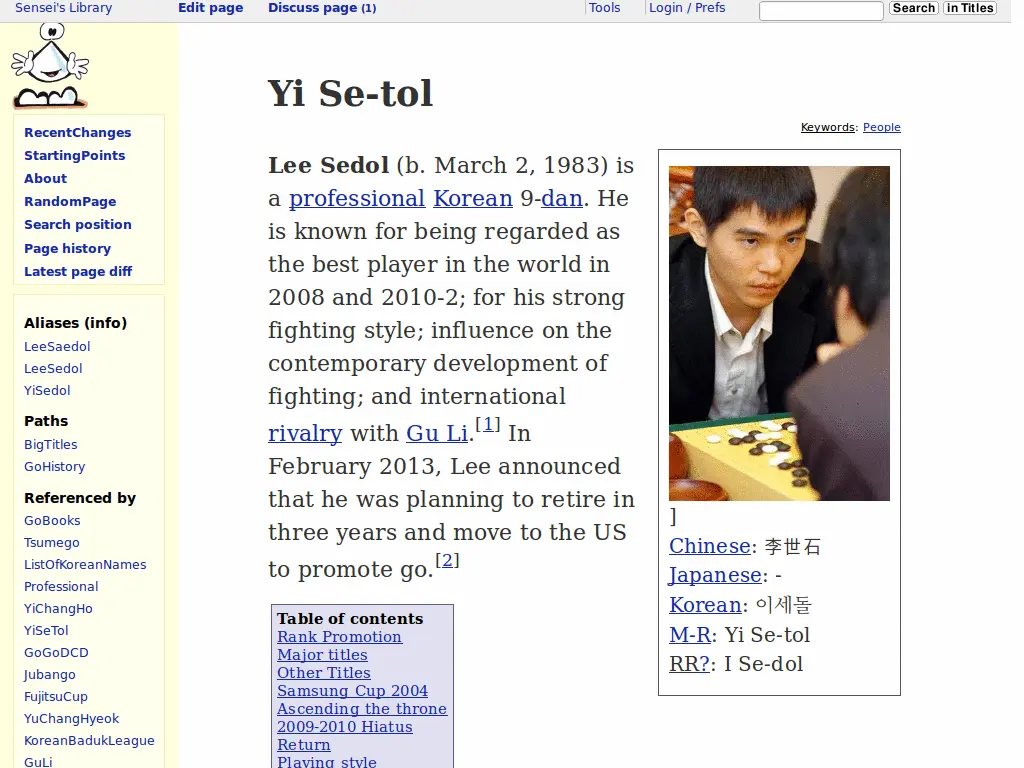 Sensei's Library
Edit page
Discuss page (1)
Tools
Login / Prefs
Search
in Titles
RecentChanges
StartingPoints
About
RandomPage
Search position
Page history
Latest page diff
Aliases (info)
LeeSaedol
LeeSedol
YiSedol
Paths
BigTitles
GoHistory
Referenced by
GoBooks
Tsumego
ListOfKoreanNames
Professional
YiChangHo
YiSeTol
GoGoDCD
Jubango
FujitsuCup
YuChangHyeok
KoreanBadukLeague
GuLi
Yi Se-tol
Keywords: People
Lee Sedol (b. March 2, 1983) is
a professional Korean 9-dan. He
is known for being regarded as
the best player in the world in
2008 and 2010-2; for his strong
fighting style; influence on the
contemporary development of
fighting; and international
rivalry with Gu Li.[1] In
February 2013, Lee announced
that he was planning to retire in
three years and move to the US
to promote go.[2]
]
Chinese: 李世石
Japanese: -
Korean: 이세돌
M-R: Yi Se-tol
RR?: I Se-dol
Table of contents
Rank Promotion
Major titles
Other Titles
Samsung Cup 2004
Ascending the throne
2009-2010 Hiatus
Return
Playing style